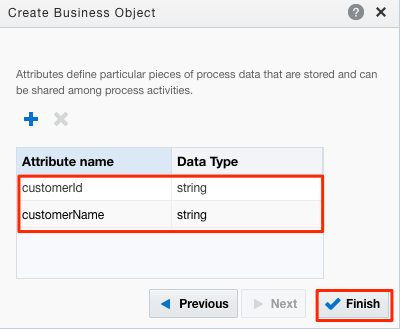 Create Business Object
Attributes define particular pieces of process data that are stored and can
be shared among process activities.
Attribute name Data Type
customerId string
customerName string
Previous Next Finish